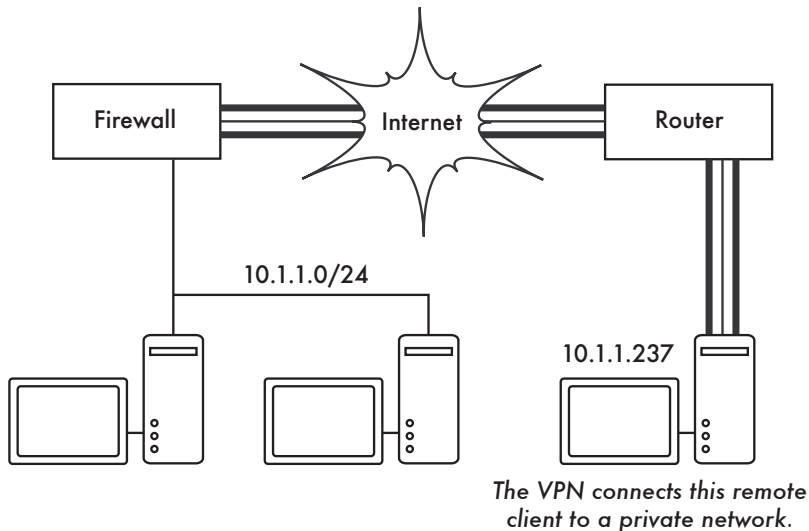 Firewall
Internet
Router
10.1.1.0/24
10.1.1.237
The VPN connects this remote
client to a private network.